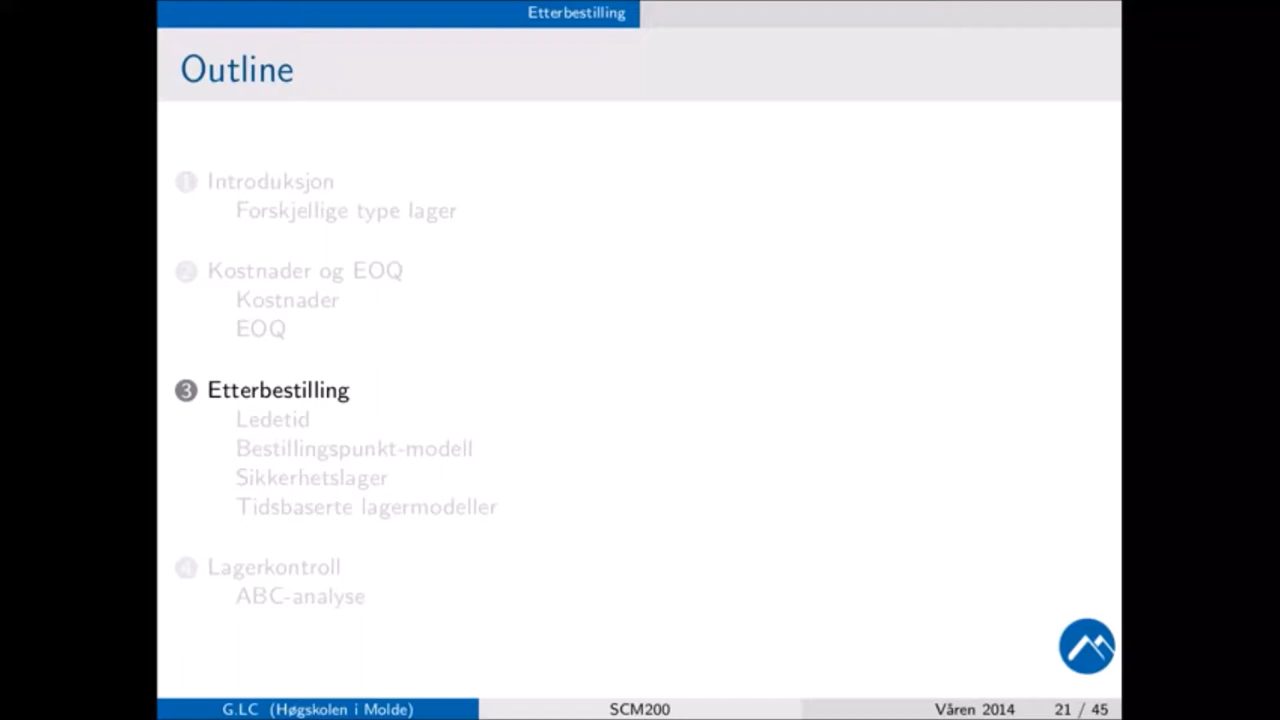 Etterbestilling
Outline
1 Introduksjon
Forskjellige type lager
2 Kostnader og EOQ
Kostnader
EOQ
3 Etterbestilling
Ledetid
Bestillingspunkt-modell
Sikkerhetslager
Tidsbaserte lagermodeller
4 Lagerkontroll
ABC-analyse
G.LC (Høgskolen i Molde) SCM200 Våren 2014 21 / 45